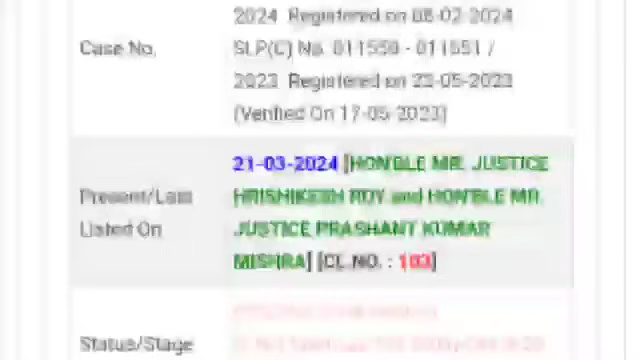 2024 Registered on 08-02-2024
Case No.
SLP(C) No. 011550 - 011551 /
2023 Registered on 23-05-2023
(Verified On 17-05-2023)
21-03-2024 [HON'BLE MR. JUSTICE
Present/Last
HRISHIKESH ROY and HON'BLE MR.
Listed On
JUSTICE PRASHANT KUMAR
MISHRA] [CL.NO. : 103]
Status/Stage